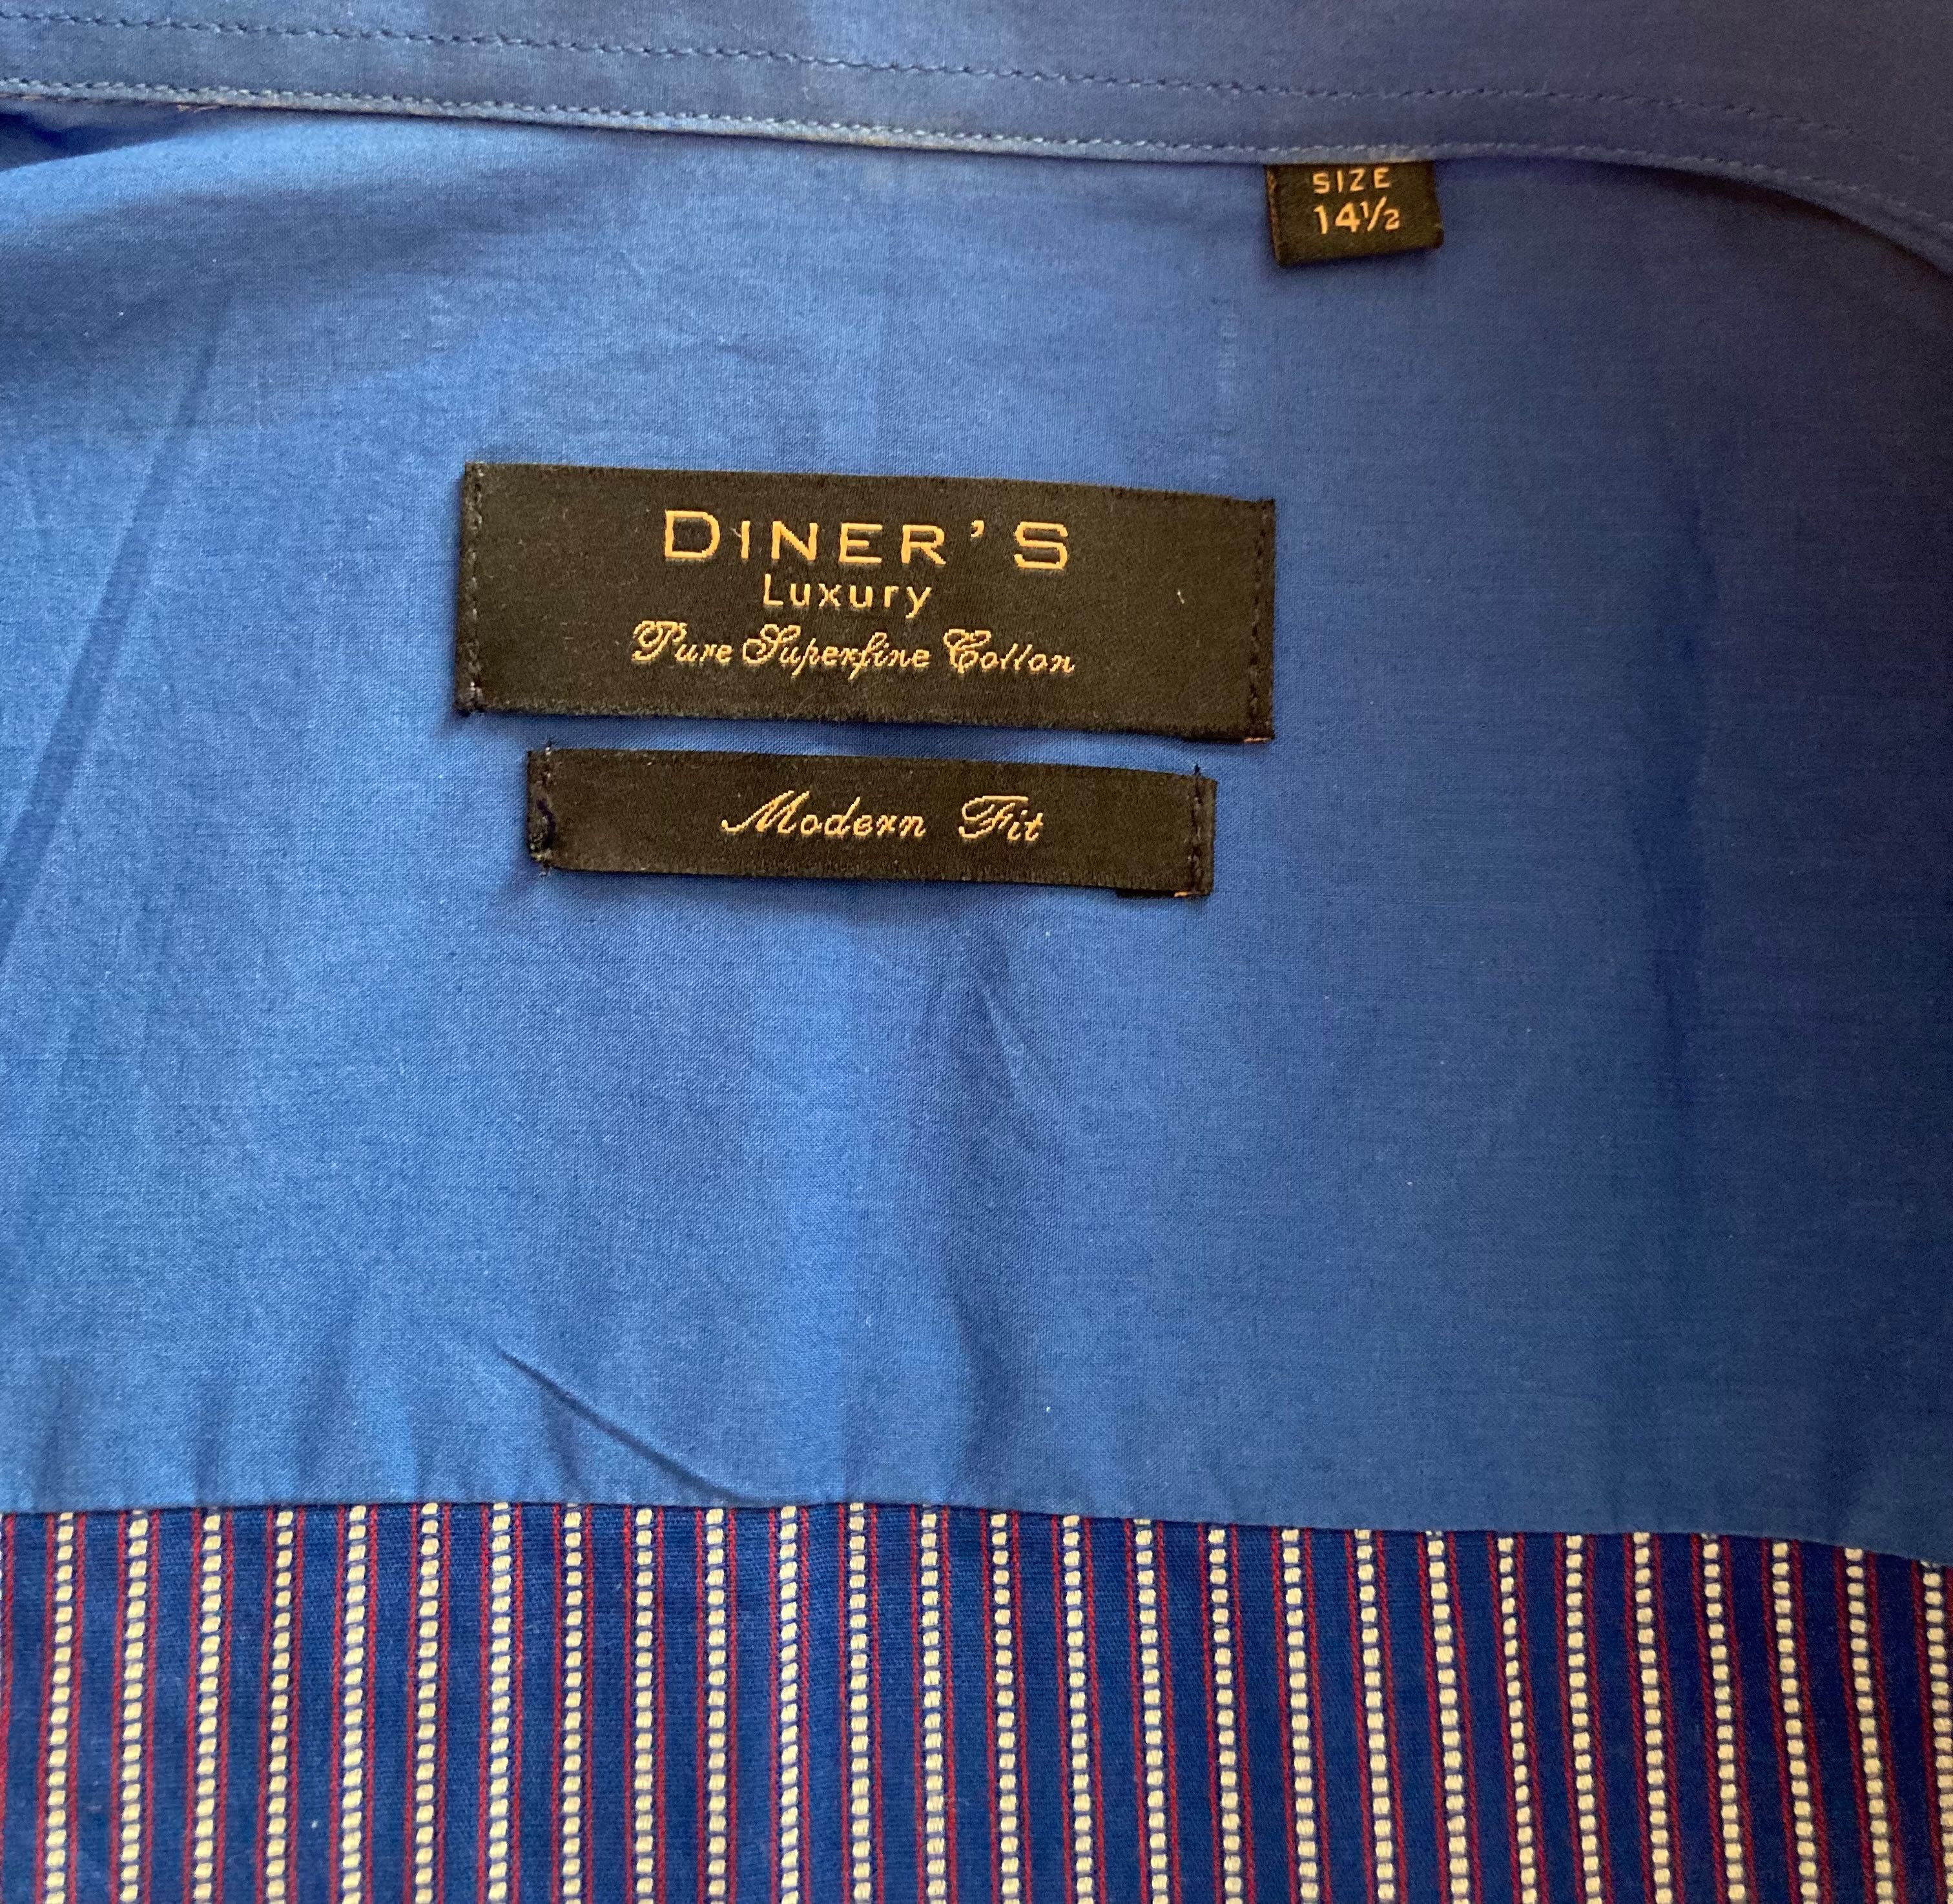 SIZE
14½
DINER'S
Luxury
Pure Superfine Cotton
Modern Fit